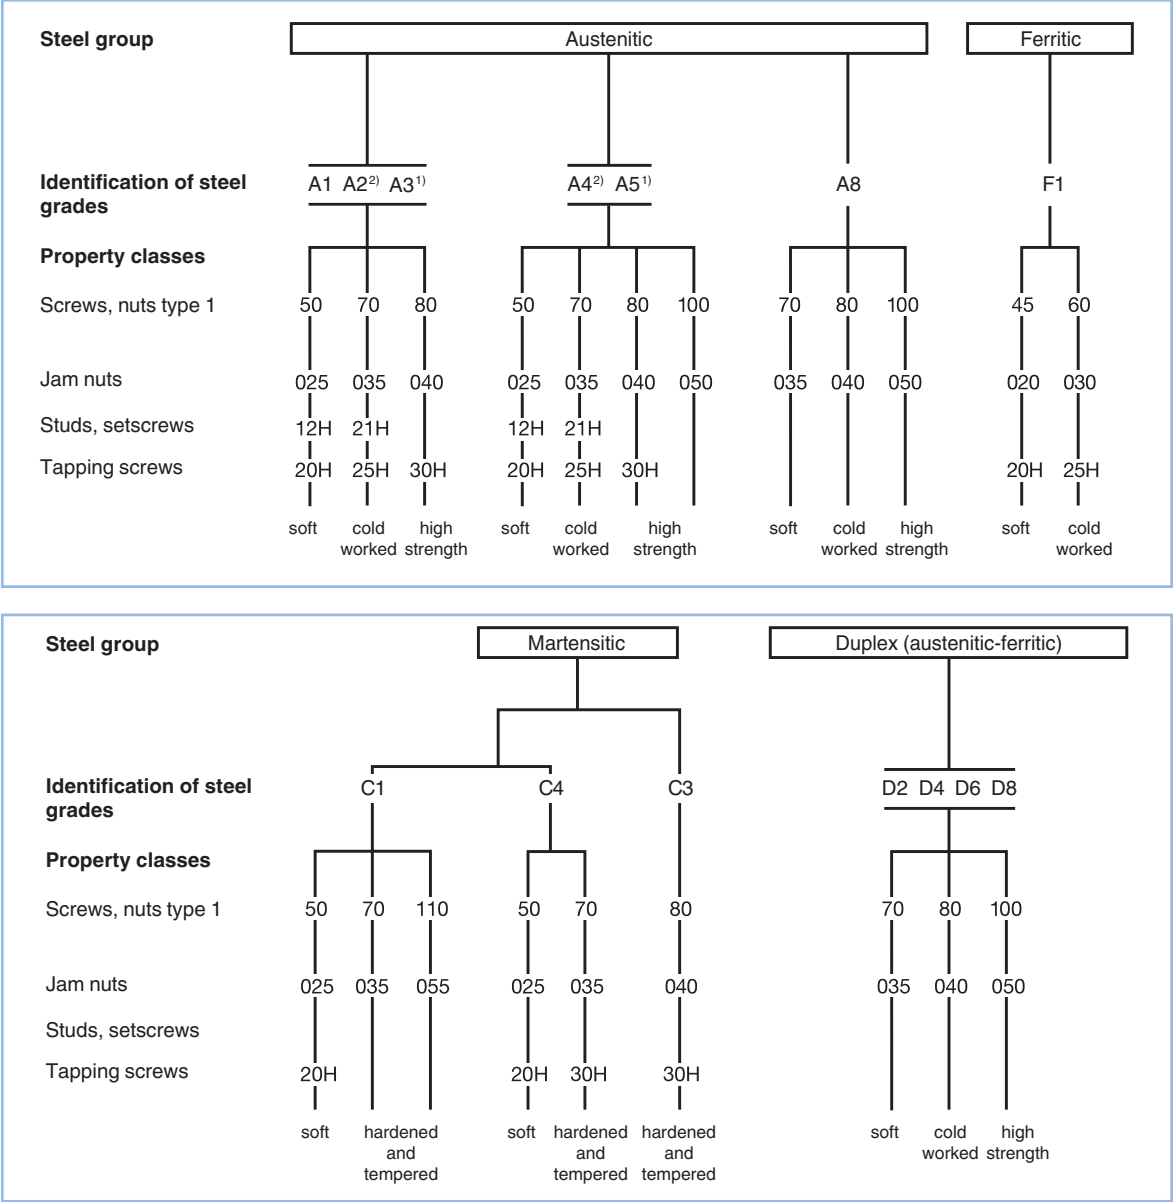 Steel group Austenitic Ferritic
Identification of steel grades A1 A2²⁾ A3¹⁾ A4²⁾ A5¹⁾ A8 F1
Property classes
Screws, nuts type 1 50 70 80 50 70 80 100 70 80 100 45 60
Jam nuts 025 035 040 025 035 040 050 035 040 050 020 030
Studs, setscrews 12H 21H 12H 21H
Tapping screws 20H 25H 30H 20H 25H 30H 20H 25H
soft cold high soft cold high soft cold high soft cold
worked strength worked strength worked strength worked
Steel group Martensitic Duplex (austenitic-ferritic)
Identification of steel grades C1 C4 C3 D2 D4 D6 D8
Property classes
Screws, nuts type 1 50 70 110 50 70 80 70 80 100
Jam nuts 025 035 055 025 035 040 035 040 050
Studs, setscrews
Tapping screws 20H 20H 30H 30H
soft hardened soft hardened hardened soft cold high
and and and worked strength
tempered tempered tempered